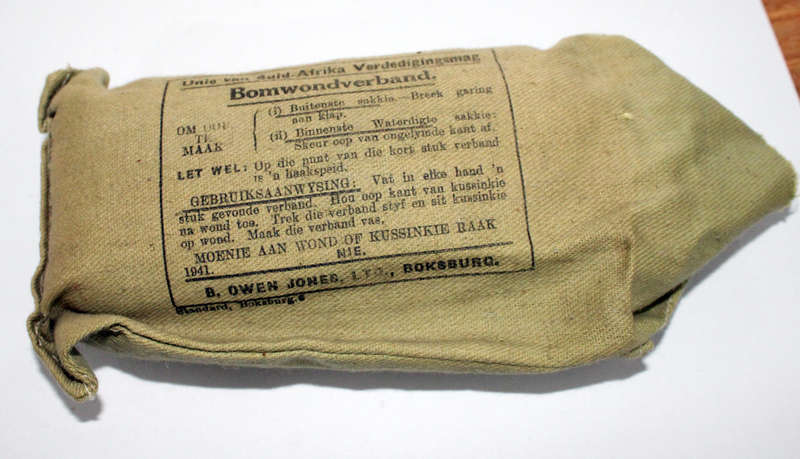 Unie van Suid-Afrika Verdedigingsmag
Bomwondverband.
OM OOP TE MAAK
(i) Buitenste sakkie.—Breek garing
aan klap.
(ii) Binnenste Waterdigte sakkie:
Skeur oop van ongelymde kant af.
LET WEL: Op die punt van die kort stuk verband
is 'n haakspeld.
GEBRUIKSAANWYSING: Vat in elke hand 'n
stuk gevoude verband. Hou oop kant van kussinkie
na wond toe. Trek die verband styf en sit kussinkie
op wond. Maak die verband vas.
MOENIE AAN WOND OF KUSSINKIE RAAK
NIE.
1941.
B. OWEN JONES, LTD., BOKSBURG.
Standard, Boksburg.